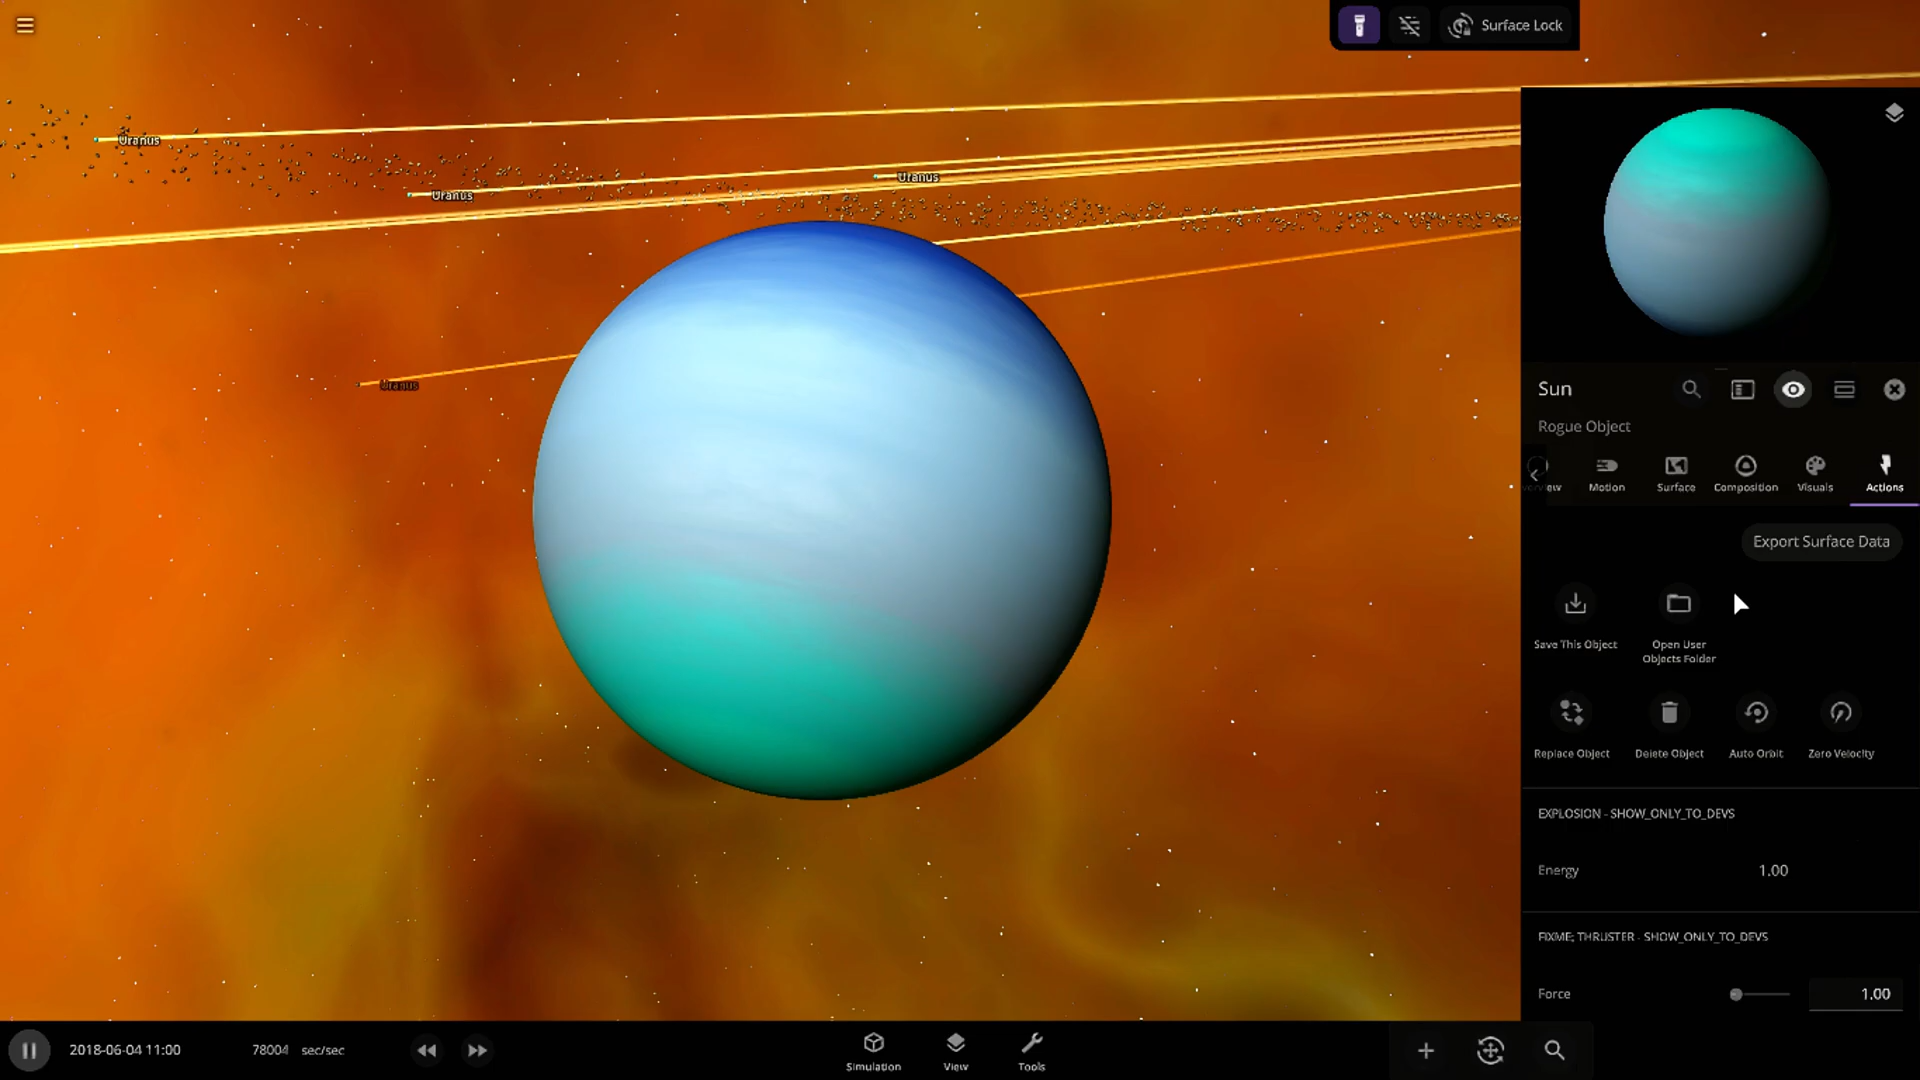 Surface Lock
Uranus
Uranus
Uranus
Uranus
Sun
Rogue Object
Motion
Surface
Composition
Visuals
Actions
Export Surface Data
Save This Object
Open User
Objects Folder
Replace Object
Delete Object
Auto Orbit
Zero Velocity
EXPLOSION - SHOW_ONLY_TO_DEVS
Energy
1.00
FIXME; THRUSTER - SHOW_ONLY_TO_DEVS
Force
1.00
2018-06-04 11:00
78004 sec/sec
Simulation
View
Tools